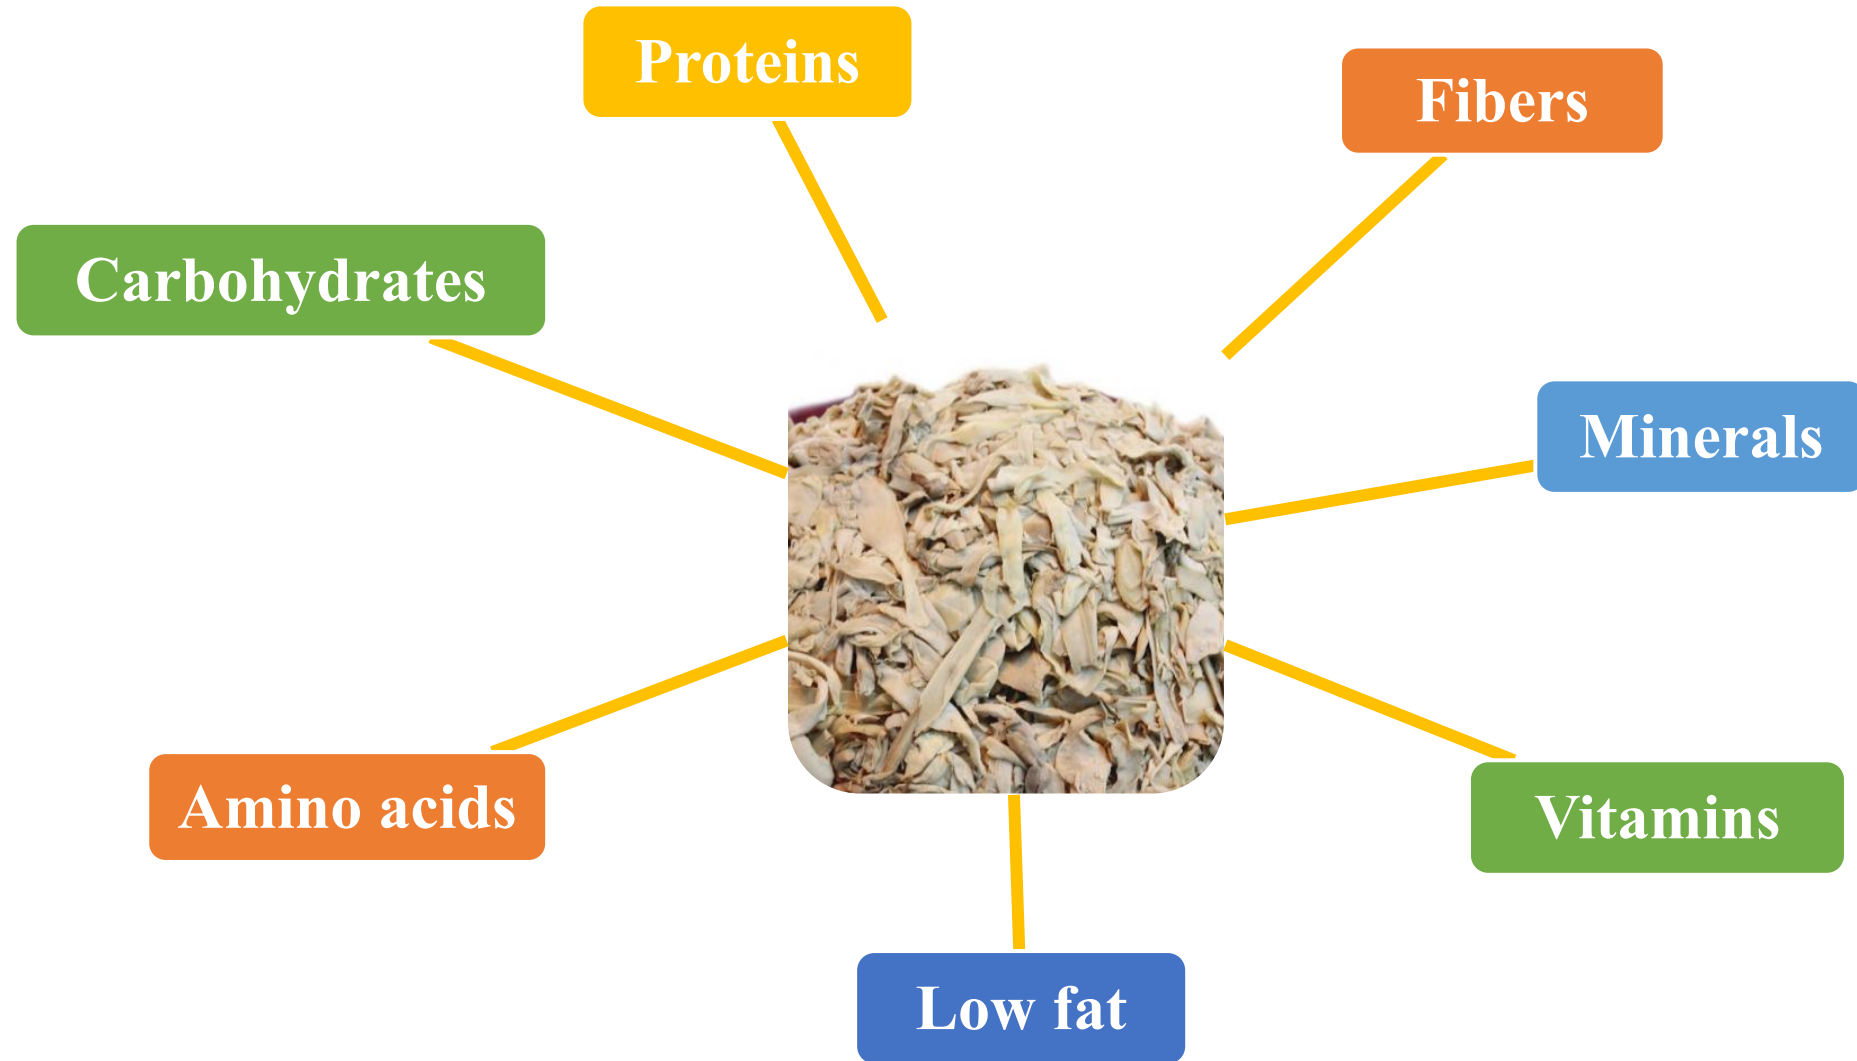 Proteins
Fibers
Carbohydrates
Minerals
Amino acids
Vitamins
Low fat